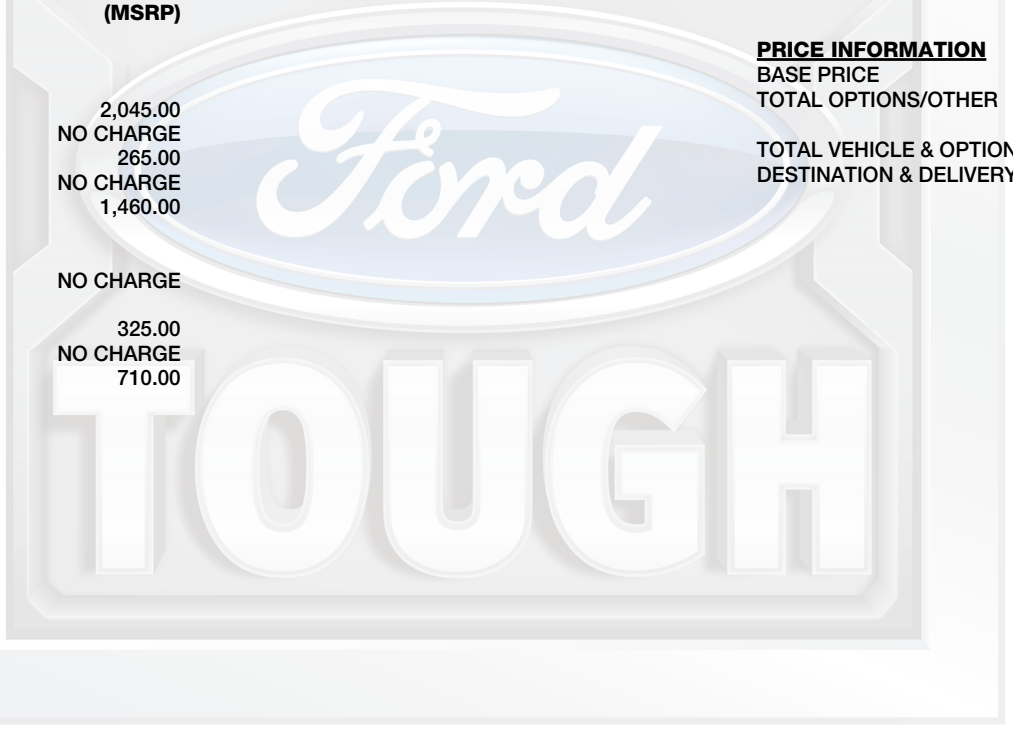 (MSRP)
2,045.00
NO CHARGE
265.00
NO CHARGE
1,460.00
NO CHARGE
325.00
NO CHARGE
710.00
PRICE INFORMATION
BASE PRICE
TOTAL OPTIONS/OTHER
TOTAL VEHICLE & OPTION
DESTINATION & DELIVERY
Ford
TOUGH